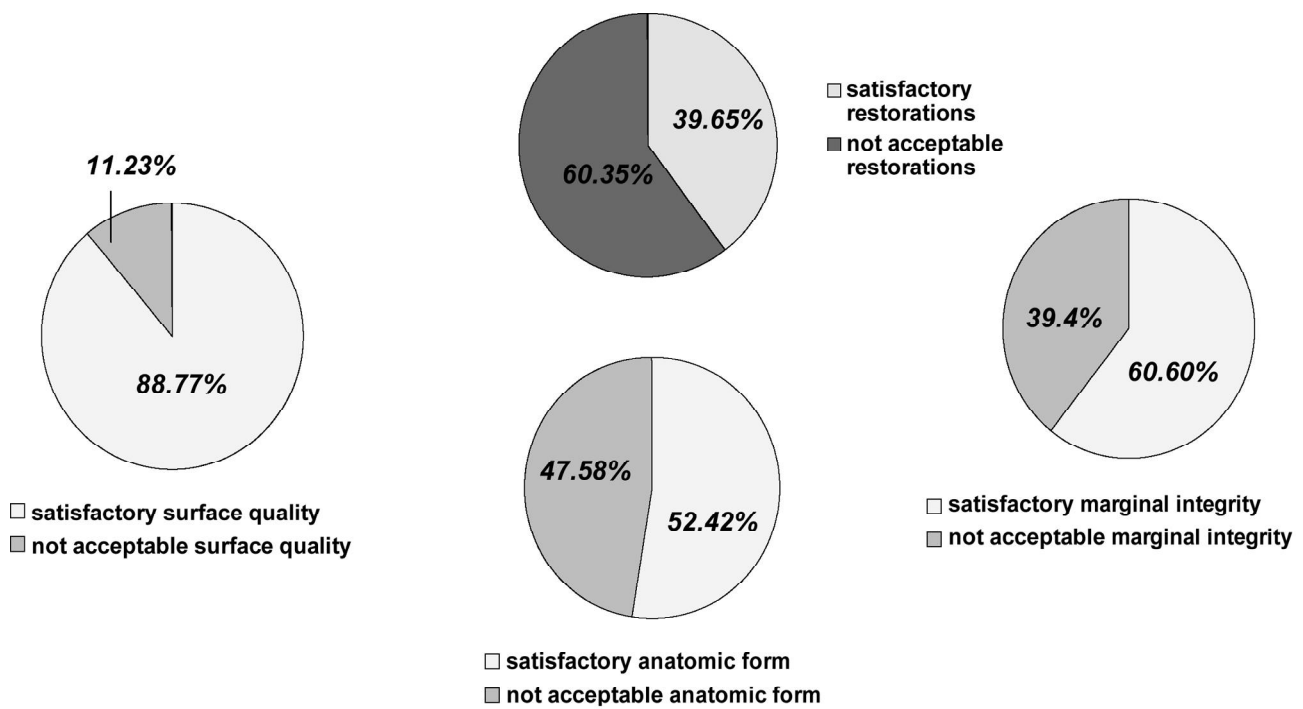 39.65%
60.35%
satisfactory
restorations
not acceptable
restorations
11.23%
88.77%
satisfactory surface quality
not acceptable surface quality
47.58%
52.42%
satisfactory anatomic form
not acceptable anatomic form
39.4%
60.60%
satisfactory marginal integrity
not acceptable marginal integrity